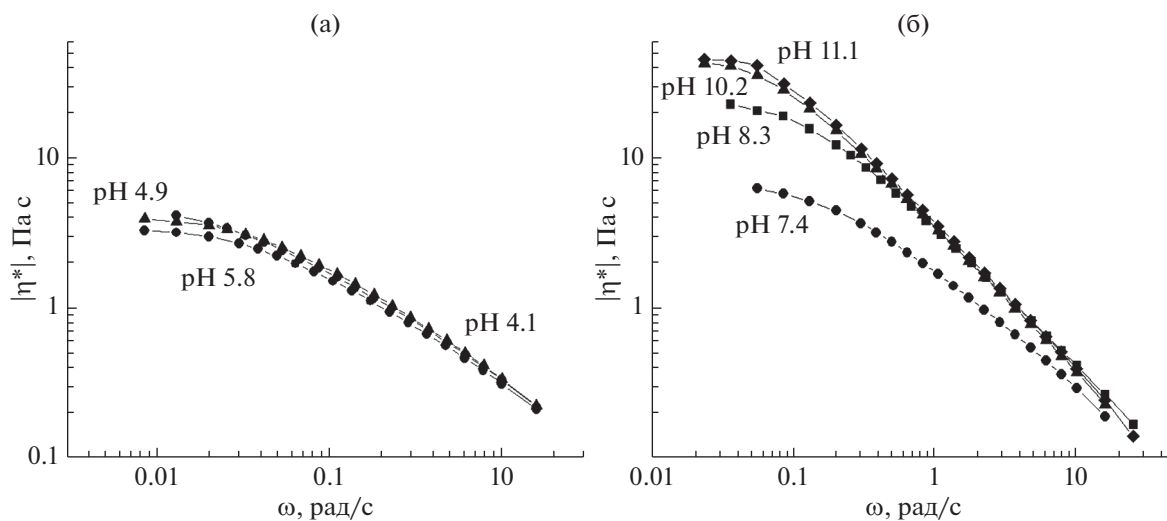 (а)
(б)
|η*|, Па с
10
1
0.1
pH 4.9
pH 5.8
pH 4.1
0.01
0.1
1
10
ω, рад/с
|η*|, Па с
10
1
pH 11.1
pH 10.2
pH 8.3
pH 7.4
0.01
0.1
1
10
ω, рад/с